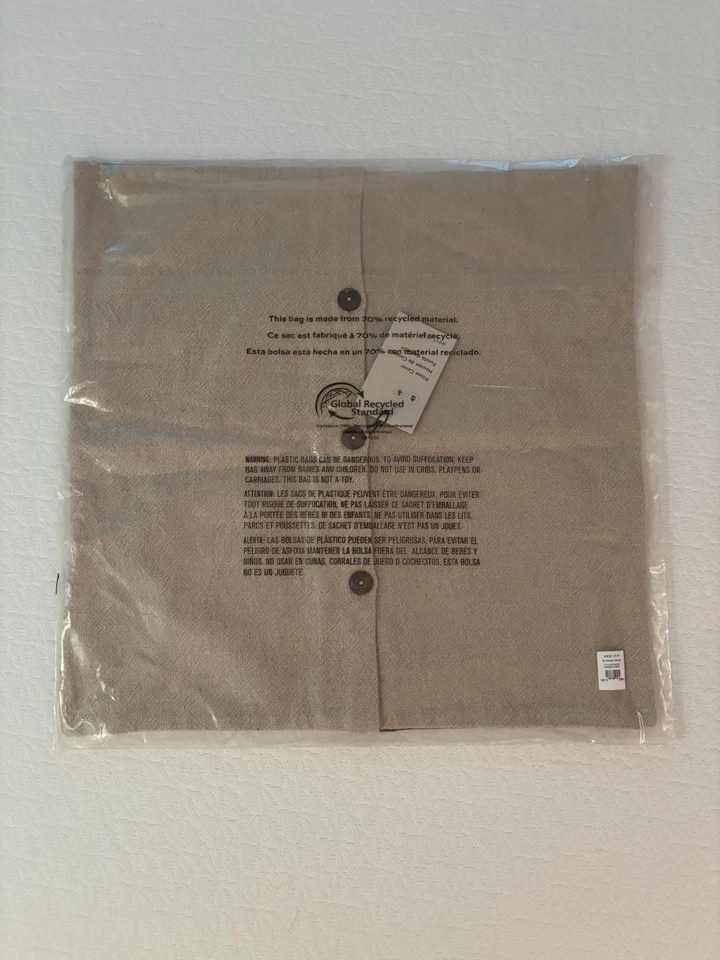 This bag is made from 70% recycled material.
Ce sac est fabriqué à 70% de matériel recyclé.
Esta bolsa está hecha en un 70% con material reciclado.
Pillow Cover
Housse de
Funda
Global Recycled
Standard
WARNING: PLASTIC BAGS CAN BE DANGEROUS. TO AVOID SUFFOCATION, KEEP
BAG AWAY FROM BABIES AND CHILDREN. DO NOT USE IN CRIBS, PLAYPENS OR
CARRIAGES. THIS BAG IS NOT A TOY.
ATTENTION: LES SACS DE PLASTIQUE PEUVENT ÊTRE DANGEREUX. POUR ÉVITER
TOUT RISQUE DE SUFFOCATION, NE PAS LAISSER CE SACHET D'EMBALLAGE
À LA PORTÉE DES BÉBÉS NI DES ENFANTS. NE PAS UTILISER DANS LES LITS,
PARCS ET POUSSETTES. CE SACHET D'EMBALLAGE N'EST PAS UN JOUET.
ALERTA: LAS BOLSAS DE PLÁSTICO PUEDEN SER PELIGROSAS. PARA EVITAR EL
PELIGRO DE ASFIXIA MANTENER LA BOLSA FUERA DEL ALCANCE DE BEBÉS Y
NIÑOS. NO USAR EN CUNAS, CORRALES DE JUEGO O COCHECITOS. ESTA BOLSA
NO ES UN JUGUETE.